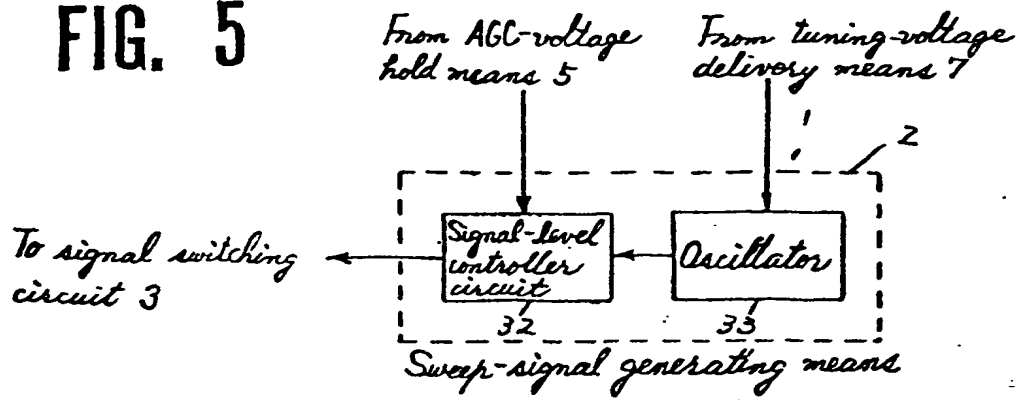 FIG. 5
From AGC-voltage
hold means 5
From tuning-voltage
delivery means 7
2
Signal-level
controller
circuit
Oscillator
To signal switching
circuit 3
32
33
Sweep-signal generating means